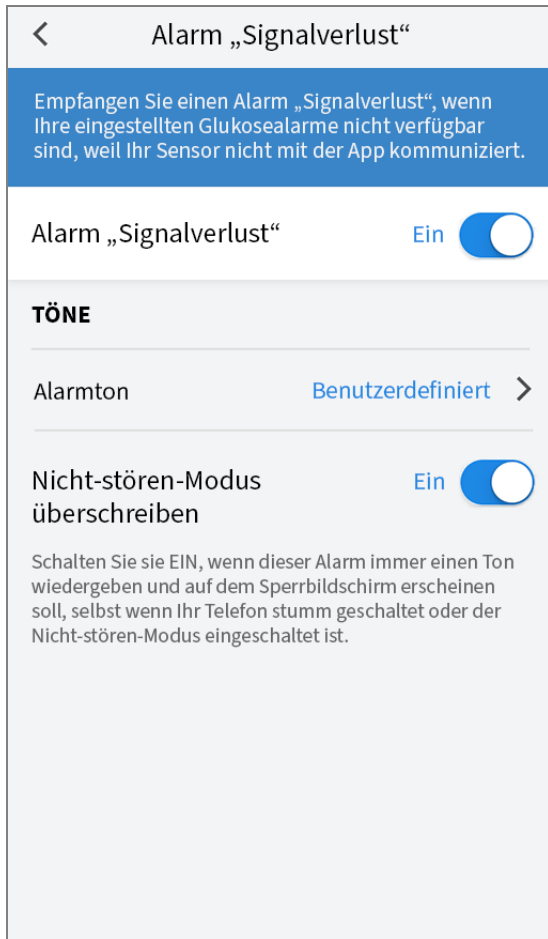 Alarm „Signalverlust“
Empfangen Sie einen Alarm „Signalverlust“, wenn
Ihre eingestellten Glukosealarme nicht verfügbar
sind, weil Ihr Sensor nicht mit der App kommuniziert.
Alarm „Signalverlust“ Ein
TÖNE
Alarmton Benutzerdefiniert
Nicht-stören-Modus Ein
überschreiben
Schalten Sie sie EIN, wenn dieser Alarm immer einen Ton
wiedergeben und auf dem Sperrbildschirm erscheinen
soll, selbst wenn Ihr Telefon stumm geschaltet oder der
Nicht-stören-Modus eingeschaltet ist.